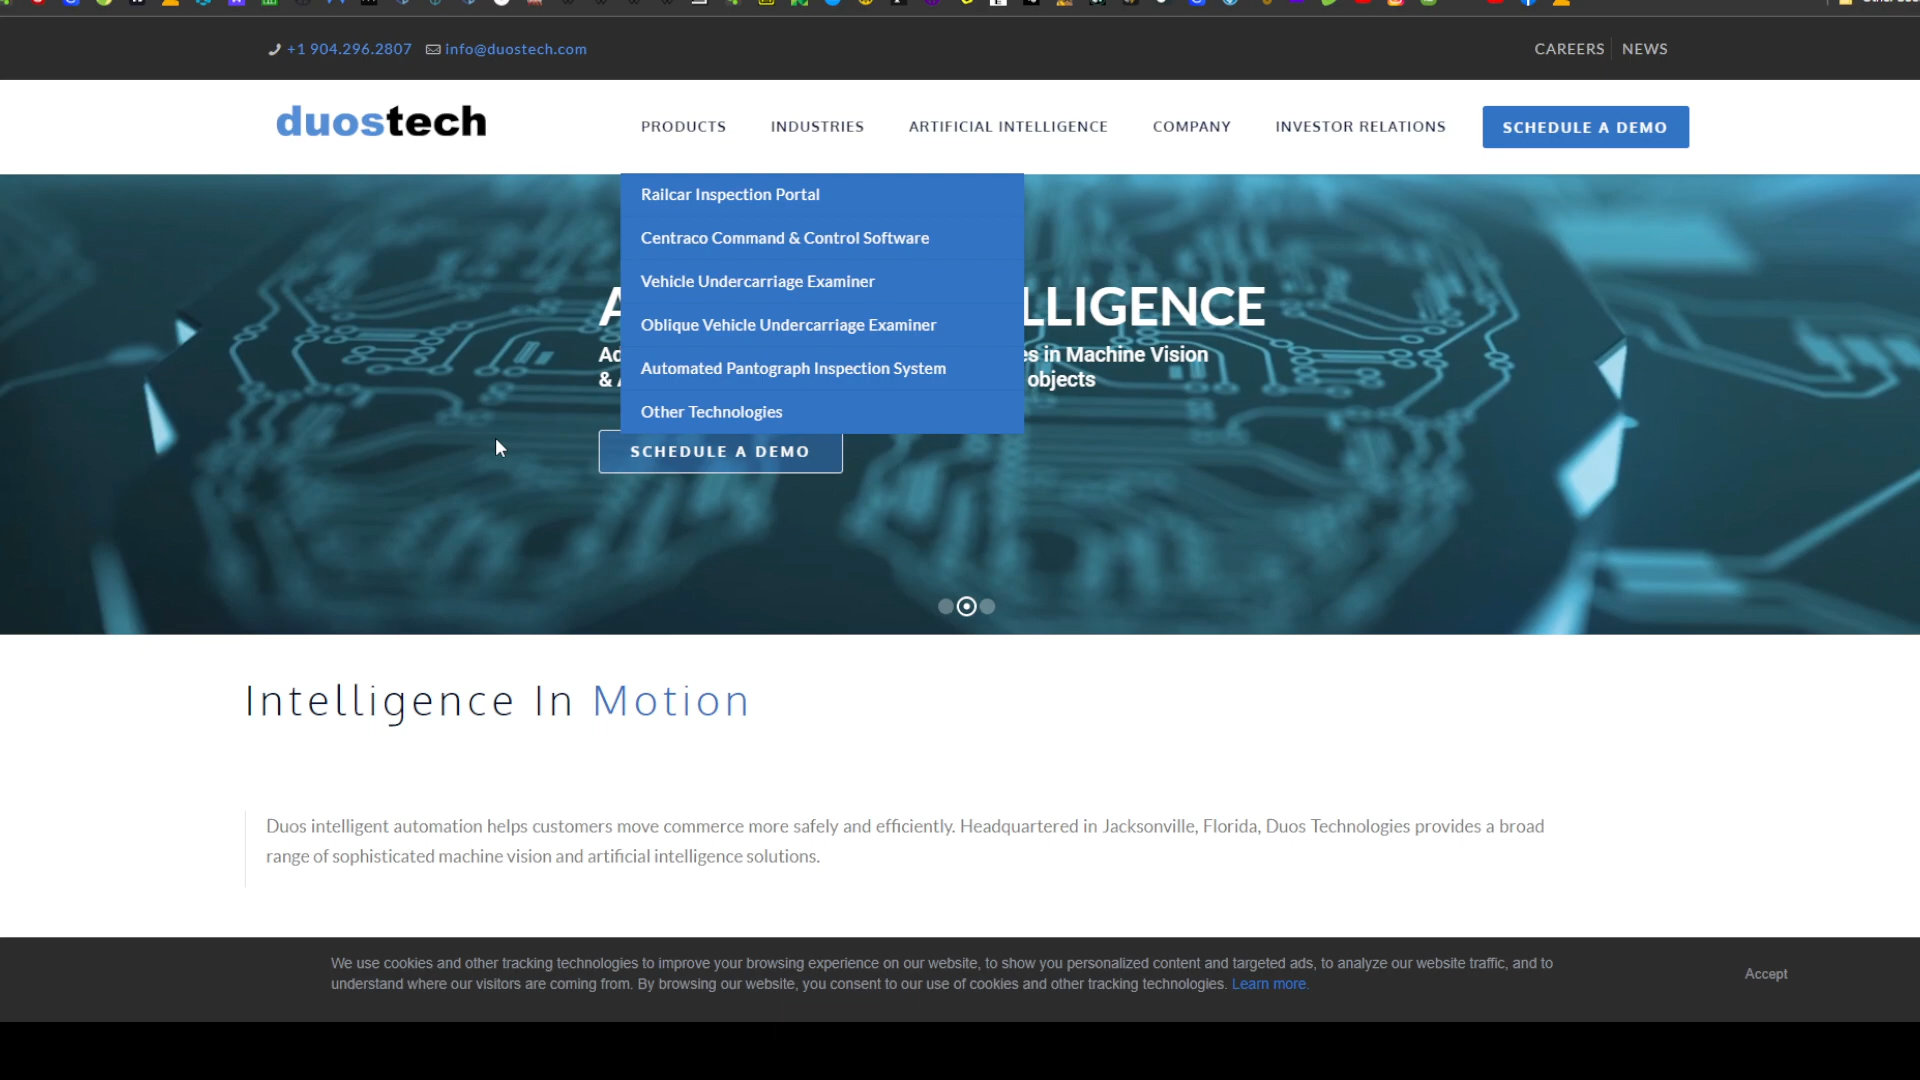 +1 904.296.2807 info@duostech.com CAREERS NEWS
duostech PRODUCTS INDUSTRIES ARTIFICIAL INTELLIGENCE COMPANY INVESTOR RELATIONS SCHEDULE A DEMO
Railcar Inspection Portal
Centraco Command & Control Software
Vehicle Undercarriage Examiner
Oblique Vehicle Undercarriage Examiner
Automated Pantograph Inspection System
Other Technologies
LLIGENCE
in Machine Vision
& objects
SCHEDULE A DEMO
Intelligence In Motion
Duos intelligent automation helps customers move commerce more safely and efficiently. Headquartered in Jacksonville, Florida, Duos Technologies provides a broad
range of sophisticated machine vision and artificial intelligence solutions.
We use cookies and other tracking technologies to improve your browsing experience on our website, to show you personalized content and targeted ads, to analyze our website traffic, and to
understand where our visitors are coming from. By browsing our website, you consent to our use of cookies and other tracking technologies. Learn more.
Accept